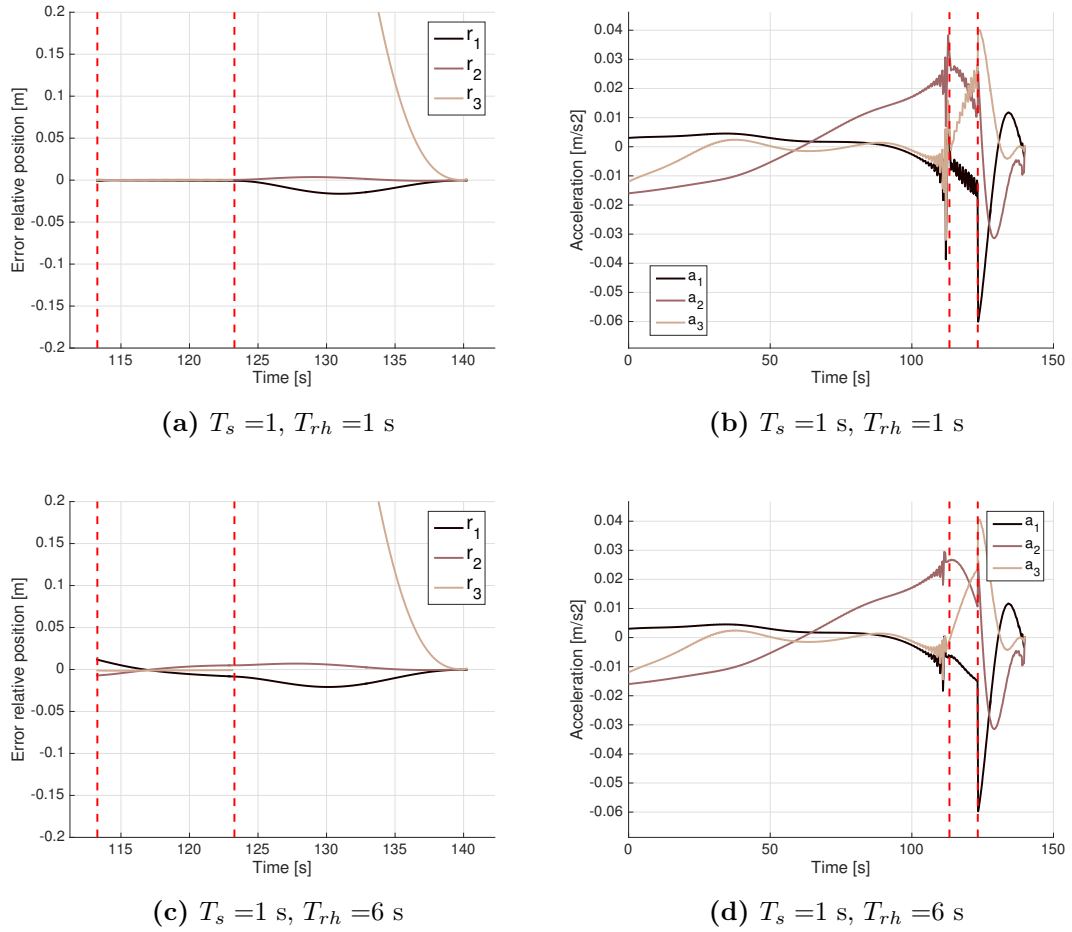 0.2
0.15
0.1
0.05
0
-0.05
-0.1
-0.15
-0.2
Error relative position [m]
115 120 125 130 135 140
Time [s]
r1
r2
r3
(a) Ts =1, Trh =1 s
0.04
0.03
0.02
0.01
0
-0.01
-0.02
-0.03
-0.04
-0.05
-0.06
Acceleration [m/s2]
0 50 100 150
Time [s]
a1
a2
a3
(b) Ts =1 s, Trh =1 s
0.2
0.15
0.1
0.05
0
-0.05
-0.1
-0.15
-0.2
Error relative position [m]
115 120 125 130 135 140
Time [s]
r1
r2
r3
(c) Ts =1 s, Trh =6 s
0.04
0.03
0.02
0.01
0
-0.01
-0.02
-0.03
-0.04
-0.05
-0.06
Acceleration [m/s2]
0 50 100 150
Time [s]
a1
a2
a3
(d) Ts =1 s, Trh =6 s